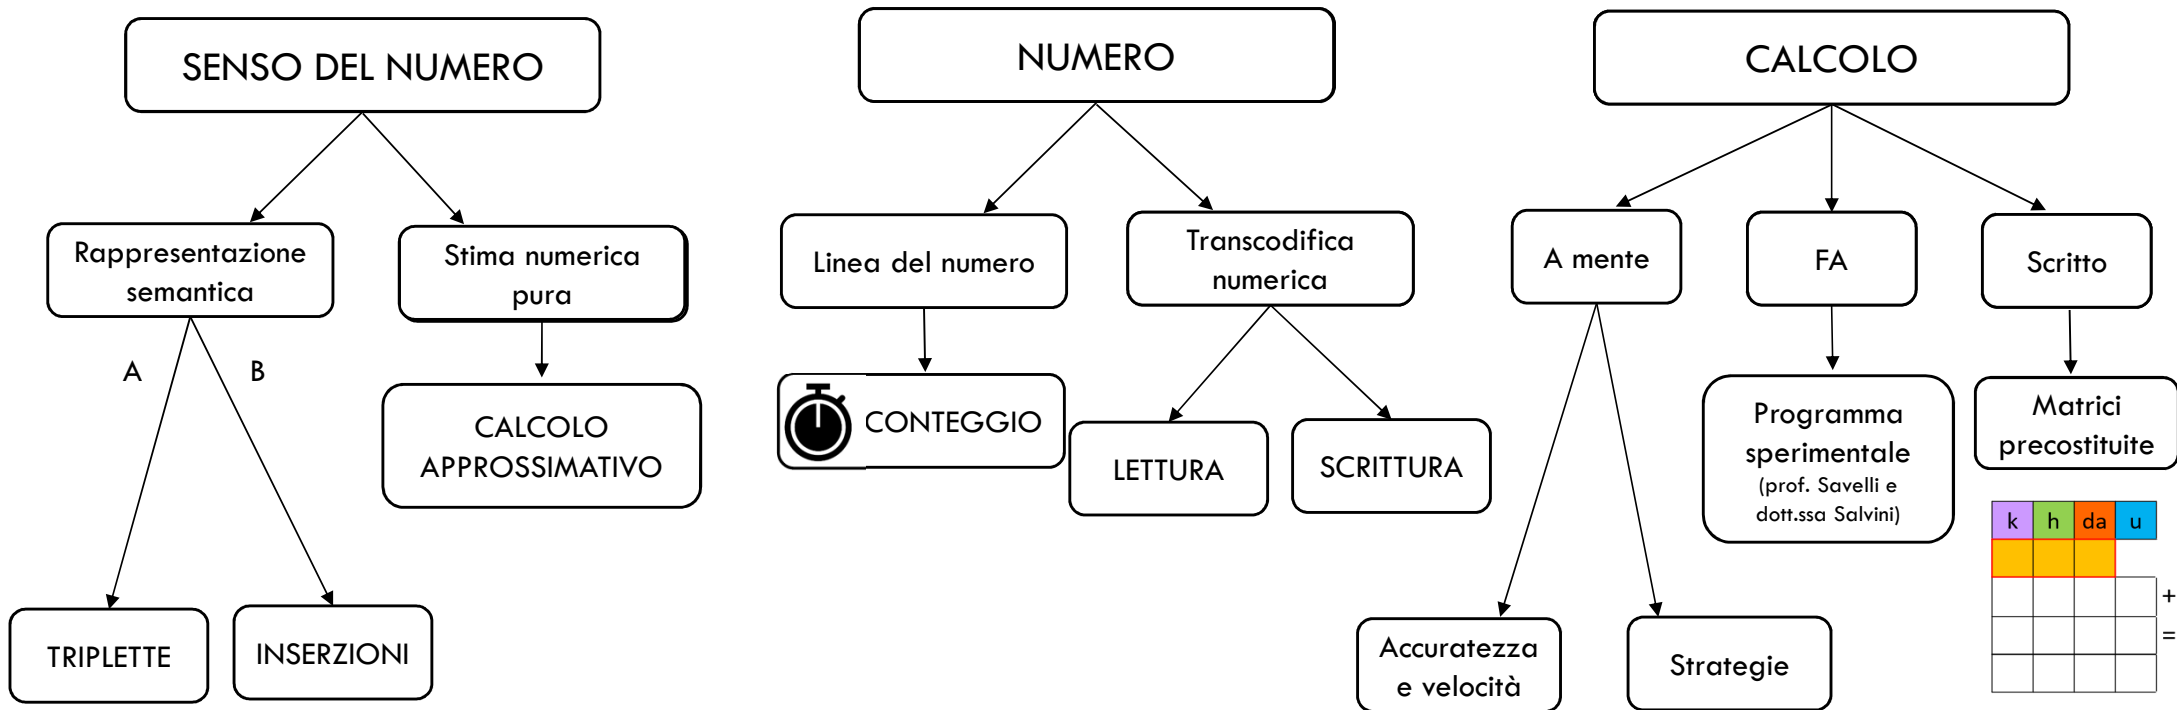 SENSO DEL NUMERO
Rappresentazione
semantica
Stima numerica
pura
A
B
CALCOLO
APPROSSIMATIVO
TRIPLETTE
INSERZIONI
NUMERO
Linea del numero
Transcodifica
numerica
CONTEGGIO
LETTURA
SCRITTURA
CALCOLO
A mente
FA
Scritto
Programma
sperimentale
(prof. Savelli e
dott.ssa Salvini)
Matrici
precostituite
Accuratezza
e velocità
Strategie
k h da u
+
=